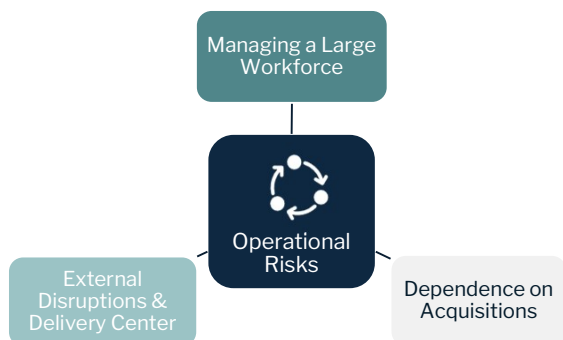 Managing a Large
Workforce
Operational
Risks
External
Disruptions &
Delivery Center
Dependence on
Acquisitions